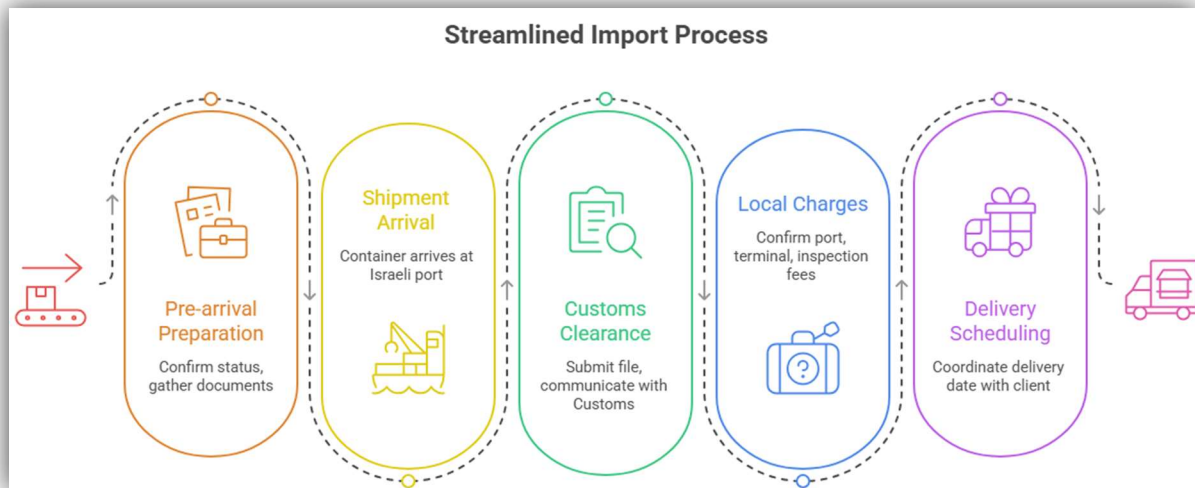 Streamlined Import Process
Pre-arrival
Preparation
Confirm status,
gather documents
Shipment
Arrival
Container arrives at
Israeli port
Customs
Clearance
Submit file,
communicate with
Customs
Local Charges
Confirm port,
terminal, inspection
fees
?
Delivery
Scheduling
Coordinate delivery
date with client